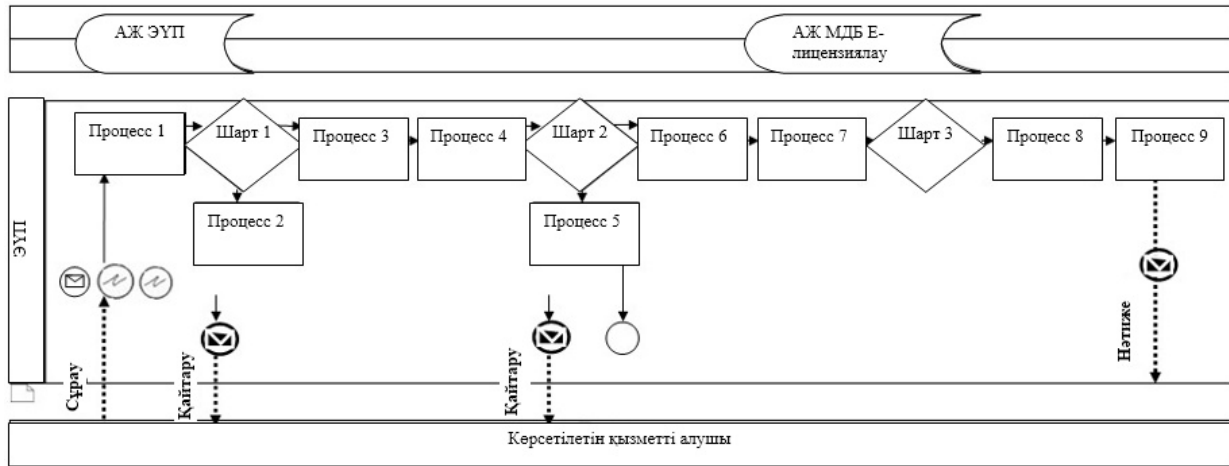 АЖ ЭҮП
АЖ МДБ Е-
лицензиялау
Процесс 1
Шарт 1
Процесс 3
Процесс 4
Шарт 2
Процесс 6
Процесс 7
Шарт 3
Процесс 8
Процесс 9
Процесс 2
Процесс 5
ЭҮП
Сұрау
Қайтару
Қайтару
Нәтиже
Көрсетілетін қызметті алушы